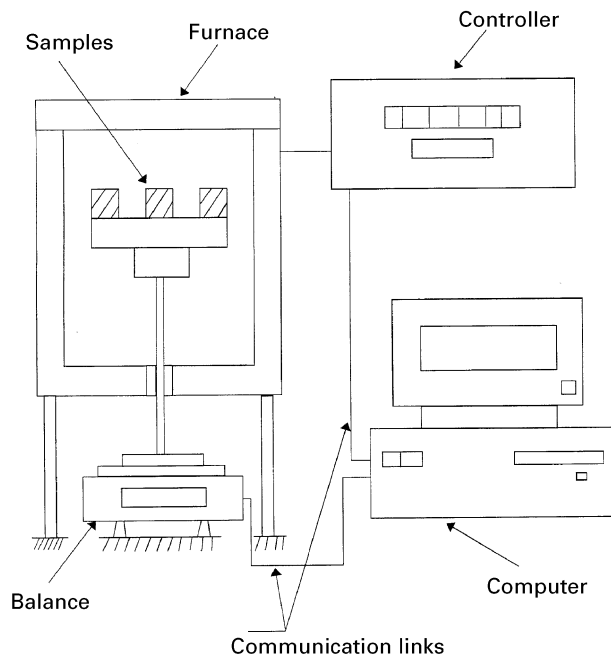 Controller
Furnace
Samples
Computer
Balance
Communication links